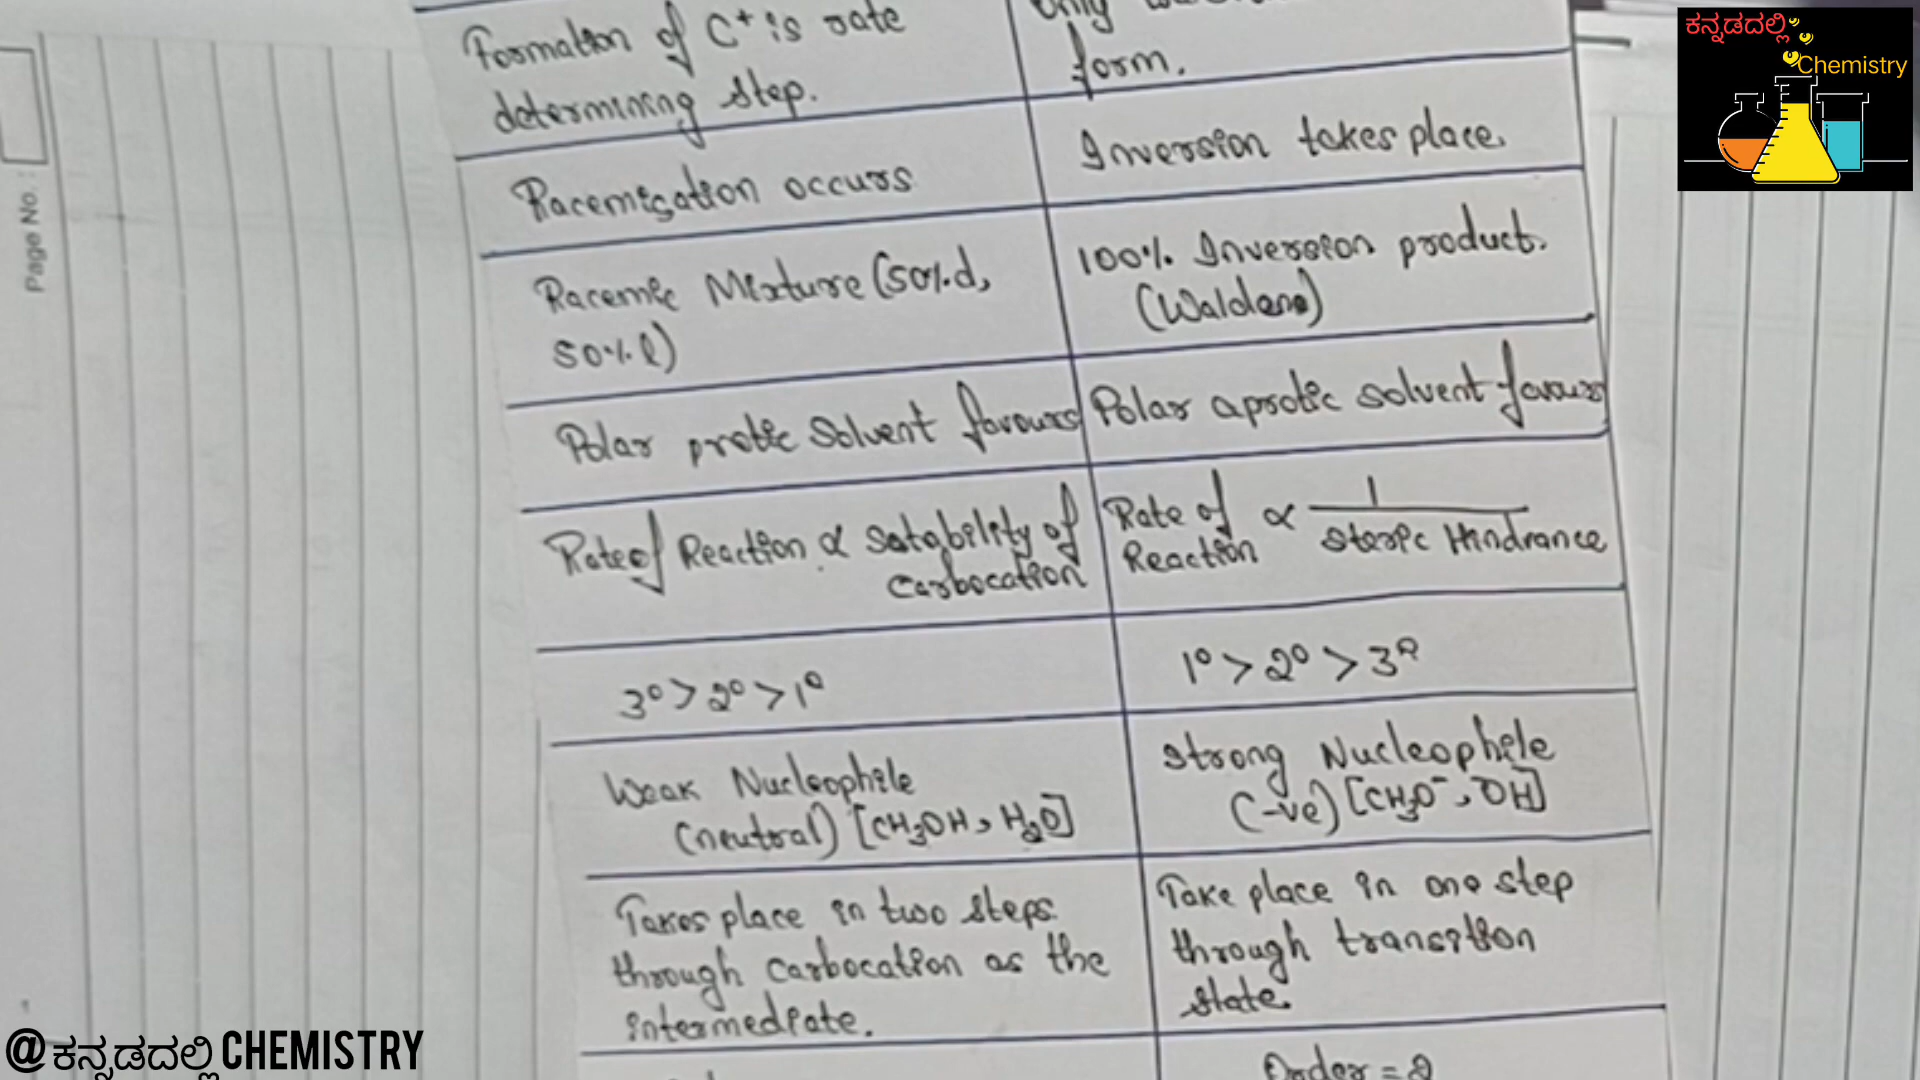 Formation of C⁺ is rate
determining step.
only
form.
Racemisation occurs
Inversion takes place.
Racemic Mixture (50% d,
50% l)
100% Inversion product.
(Waldens)
Polar protic Solvent favours
Polar aprotic solvent favours
Rate of Reaction ∝ Satability of
carbocation
Rate of Reaction ∝ 1 / Steric Hindrance
3° > 2° > 1°
1° > 2° > 3°
Weak Nucleophile
(neutral) [CH₃OH, H₂O]
Strong Nucleophile
(-ve) [CH₃O⁻, ⁻OH]
Takes place in two steps
through carbocation as the
intermediate.
Take place in one step
through transition
state.
Order = 2
Page No. :
ಕನ್ನಡದಲ್ಲಿ
Chemistry
@ಕನ್ನಡದಲ್ಲಿ CHEMISTRY